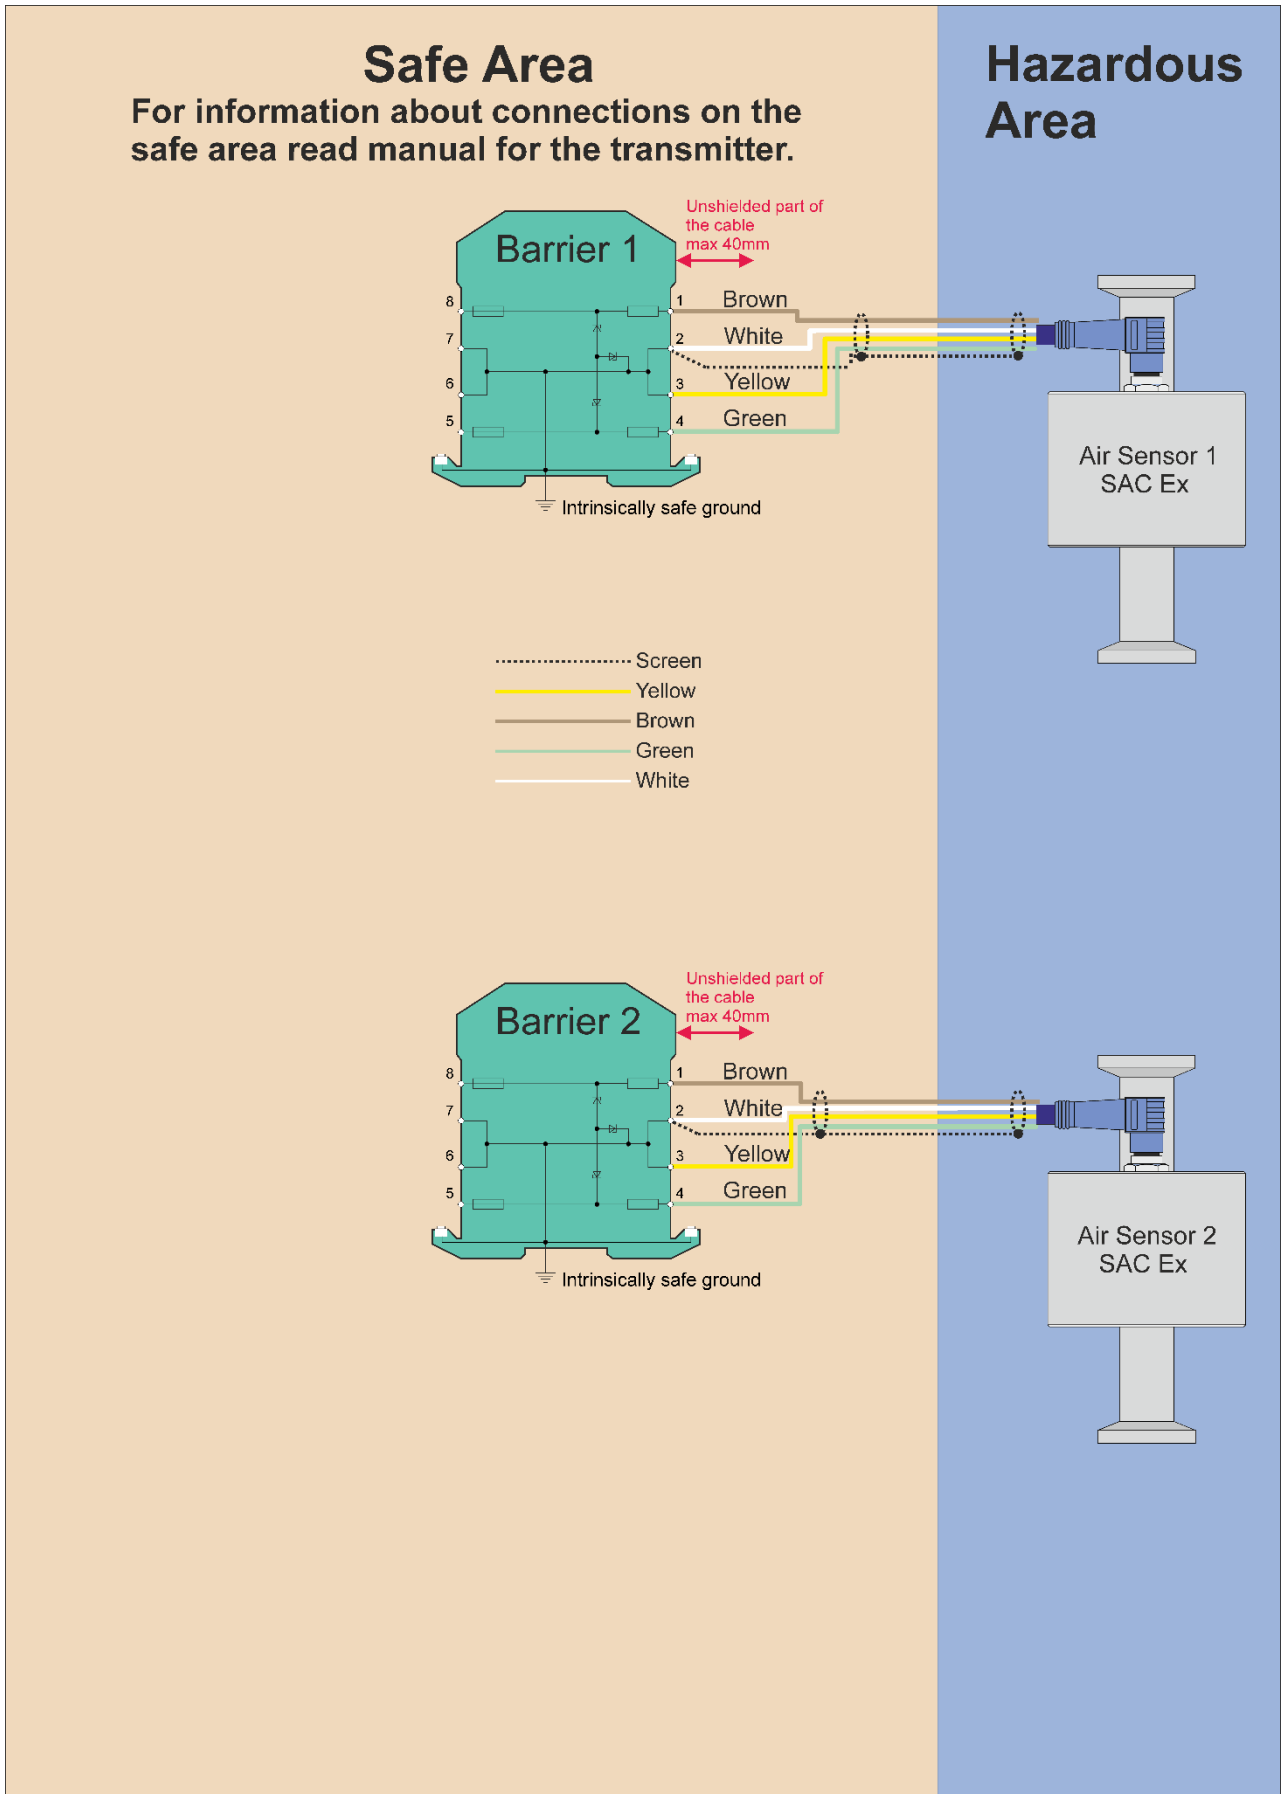 Safe Area
For information about connections on the
safe area read manual for the transmitter.
Hazardous
Area
Unshielded part of
the cable
max 40mm
Barrier 1
8
7
6
5
1
2
3
4
Brown
White
Yellow
Green
Intrinsically safe ground
Air Sensor 1
SAC Ex
Screen
Yellow
Brown
Green
White
Unshielded part of
the cable
max 40mm
Barrier 2
8
7
6
5
1
2
3
4
Brown
White
Yellow
Green
Intrinsically safe ground
Air Sensor 2
SAC Ex